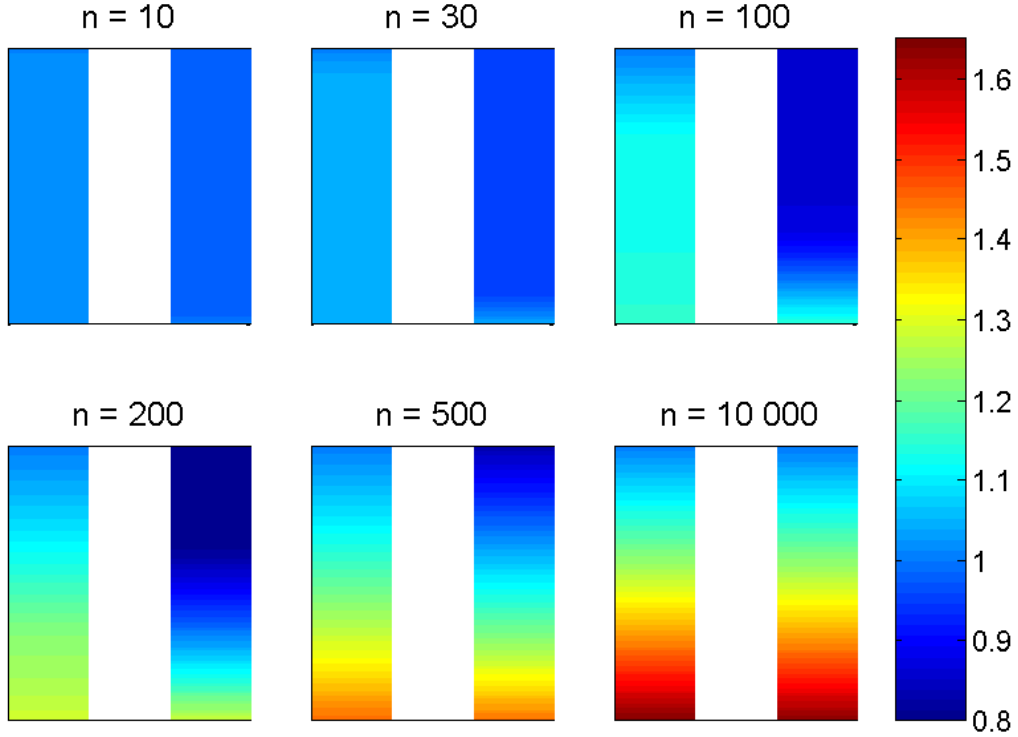 n = 10
n = 30
n = 100
1.6
1.5
1.4
1.3
1.2
1.1
1
0.9
0.8
n = 200
n = 500
n = 10 000